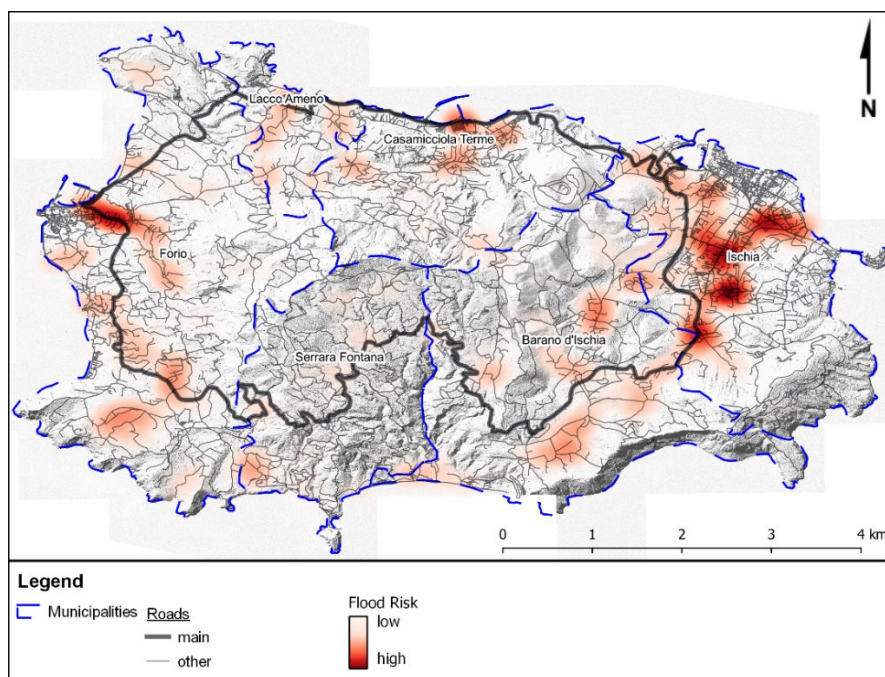 N
Lacco Ameno
Casamicciola Terme
Forio
Ischia
Serrara Fontana
Barano d'Ischia
0 1 2 3 4 km
Legend
Municipalities
Roads
main
other
Flood Risk
low
high